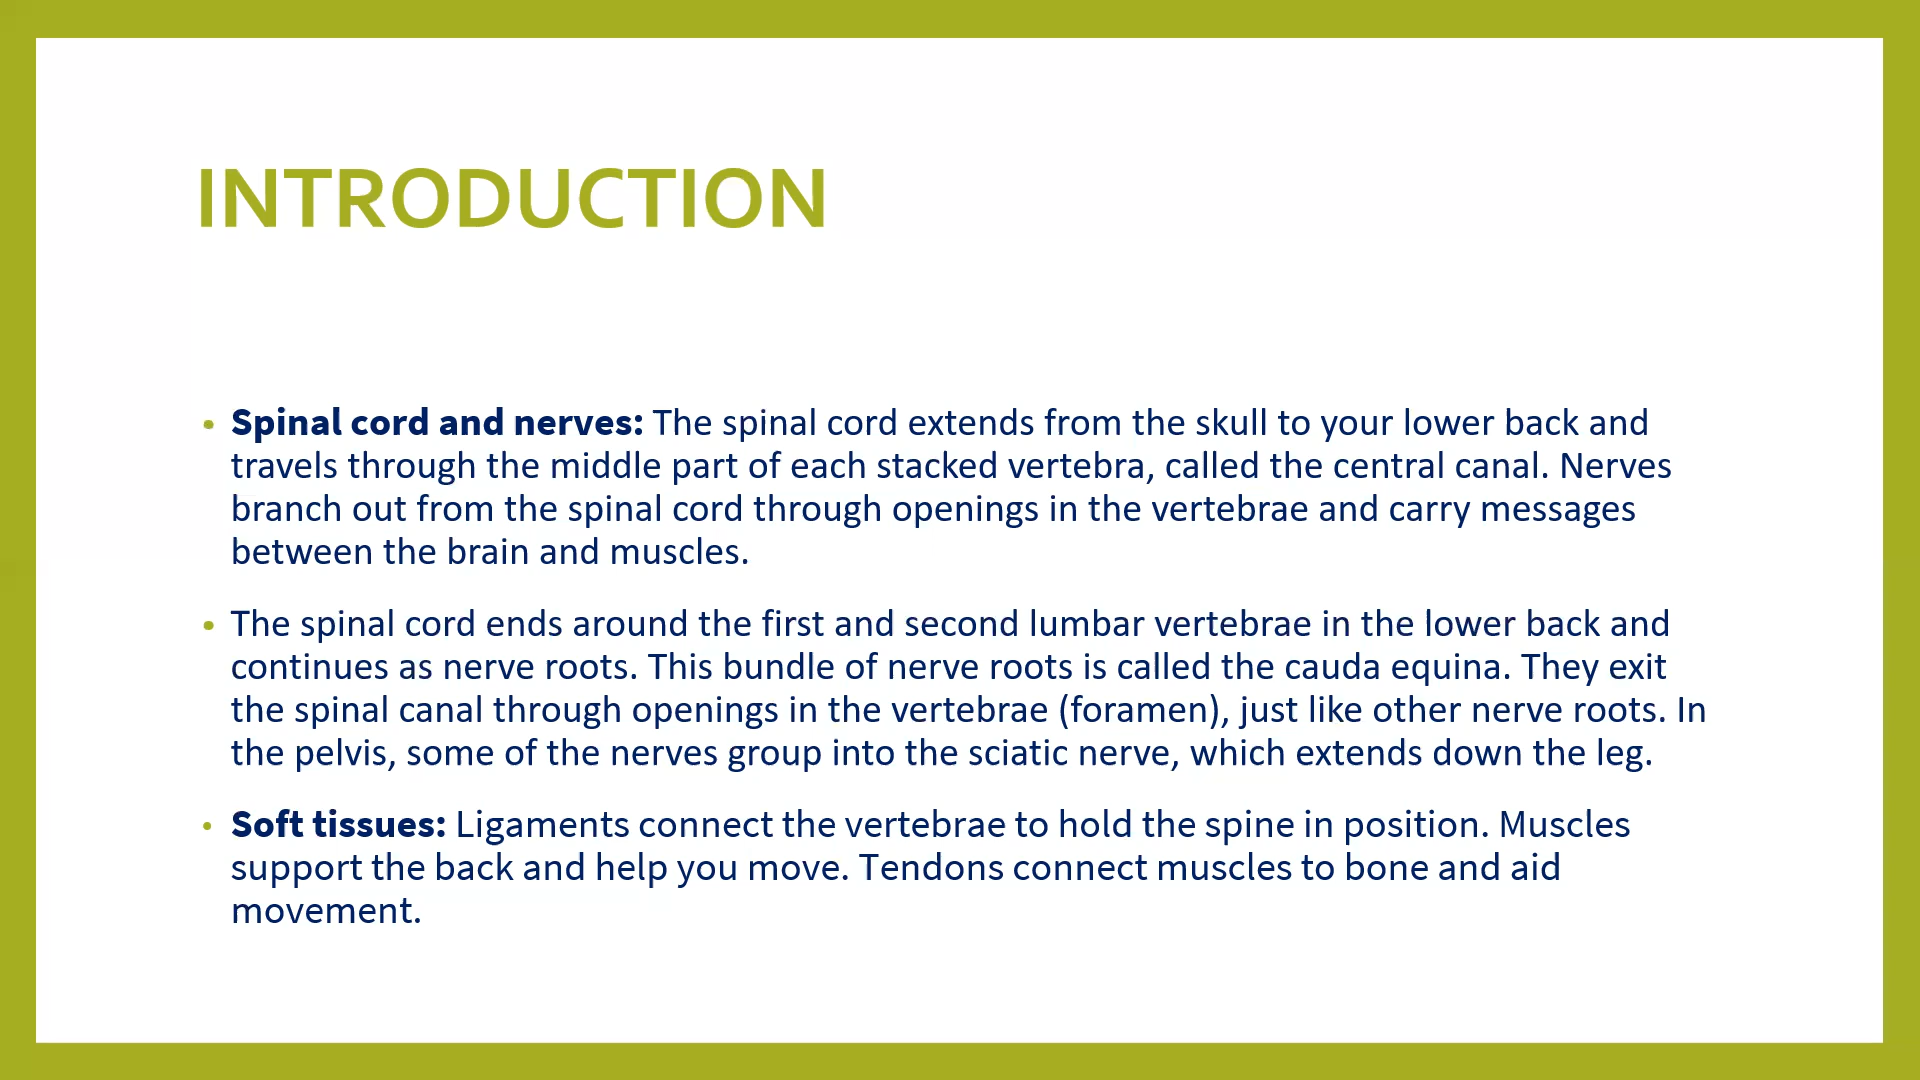 INTRODUCTION
• Spinal cord and nerves: The spinal cord extends from the skull to your lower back and
travels through the middle part of each stacked vertebra, called the central canal. Nerves
branch out from the spinal cord through openings in the vertebrae and carry messages
between the brain and muscles.
• The spinal cord ends around the first and second lumbar vertebrae in the lower back and
continues as nerve roots. This bundle of nerve roots is called the cauda equina. They exit
the spinal canal through openings in the vertebrae (foramen), just like other nerve roots. In
the pelvis, some of the nerves group into the sciatic nerve, which extends down the leg.
• Soft tissues: Ligaments connect the vertebrae to hold the spine in position. Muscles
support the back and help you move. Tendons connect muscles to bone and aid
movement.